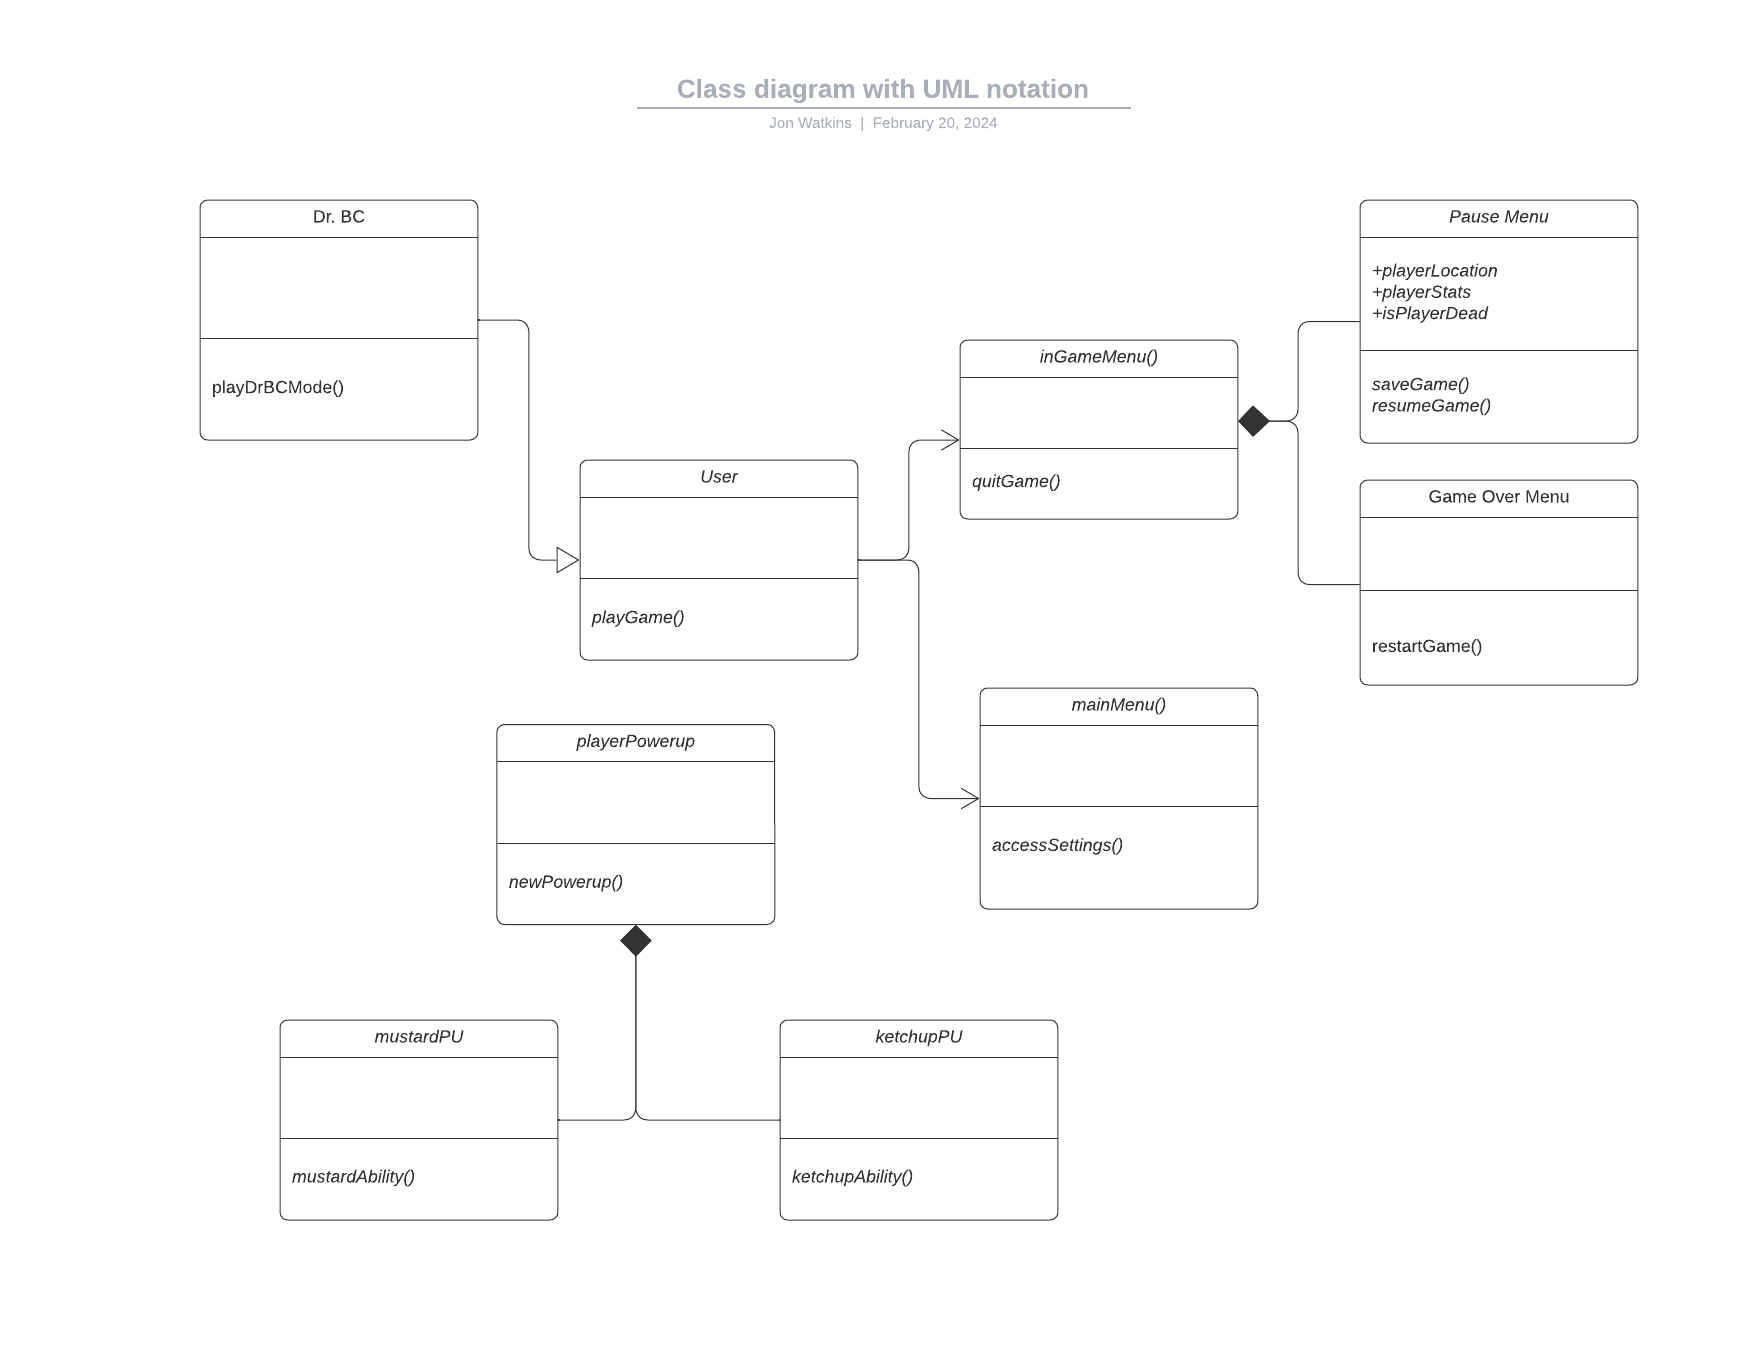 Class diagram with UML notation
Jon Watkins | February 20, 2024
Dr. BC
playDrBCMode()
User
playGame()
inGameMenu()
quitGame()
Pause Menu
+playerLocation
+playerStats
+isPlayerDead
saveGame()
resumeGame()
Game Over Menu
restartGame()
mainMenu()
accessSettings()
playerPowerup
newPowerup()
mustardPU
mustardAbility()
ketchupPU
ketchupAbility()